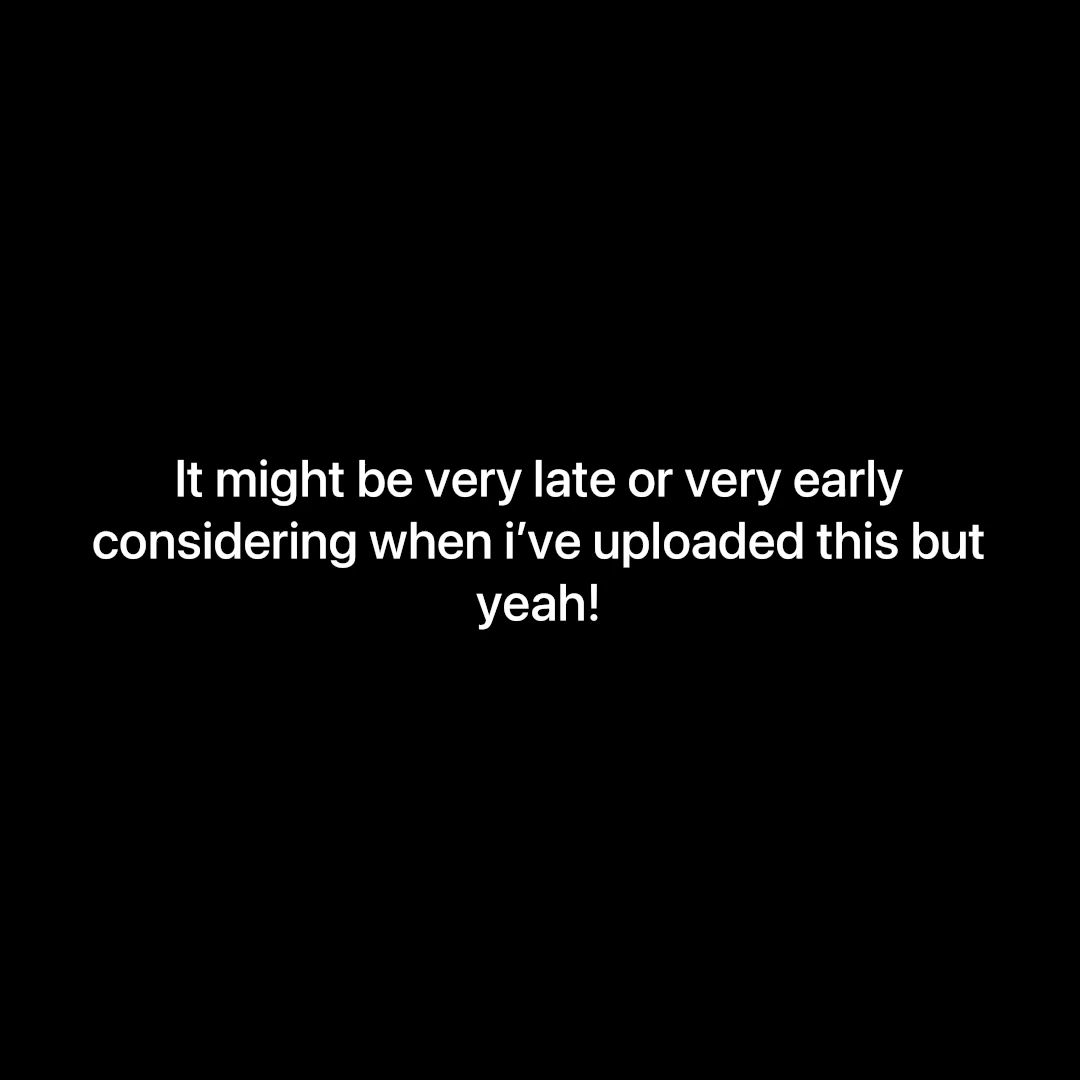 It might be very late or very early
considering when i’ve uploaded this but
yeah!